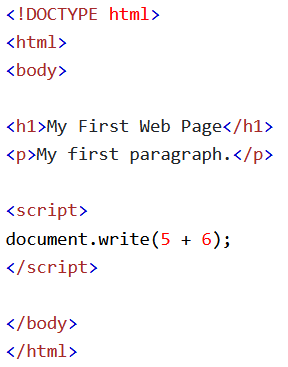 <!DOCTYPE html>
<html>
<body>
<h1>My First Web Page</h1>
<p>My first paragraph.</p>
<script>
document.write(5 + 6);
</script>
</body>
</html>